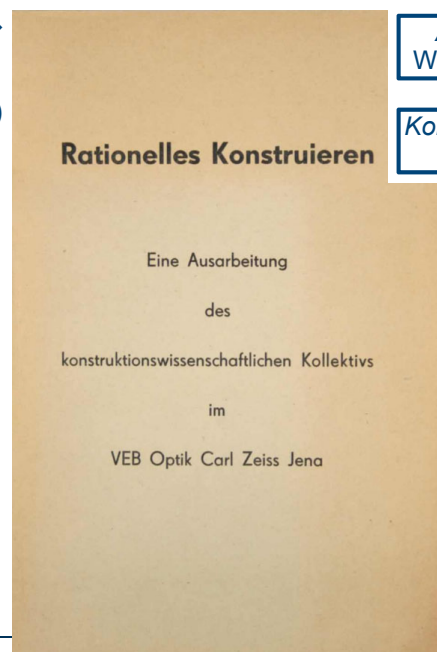 Rationelles Konstruieren
Eine Ausarbeitung
des
konstruktionswissenschaftlichen Kollektivs
im
VEB Optik Carl Zeiss Jena